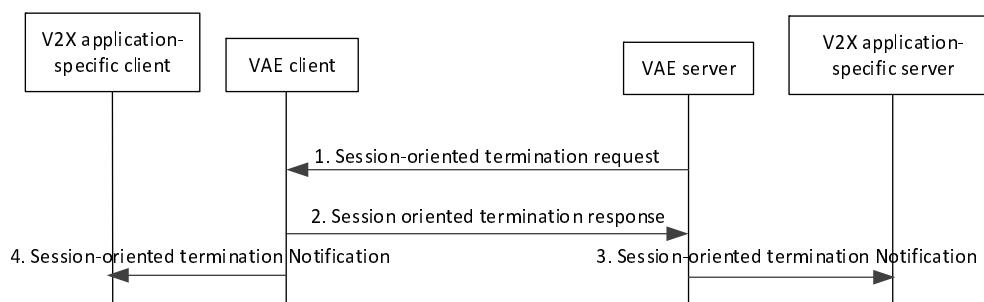 V2X application-
specific client
VAE client
VAE server
V2X application-
specific server
1. Session-oriented termination request
2. Session oriented termination response
4. Session-oriented termination Notification
3. Session-oriented termination Notification